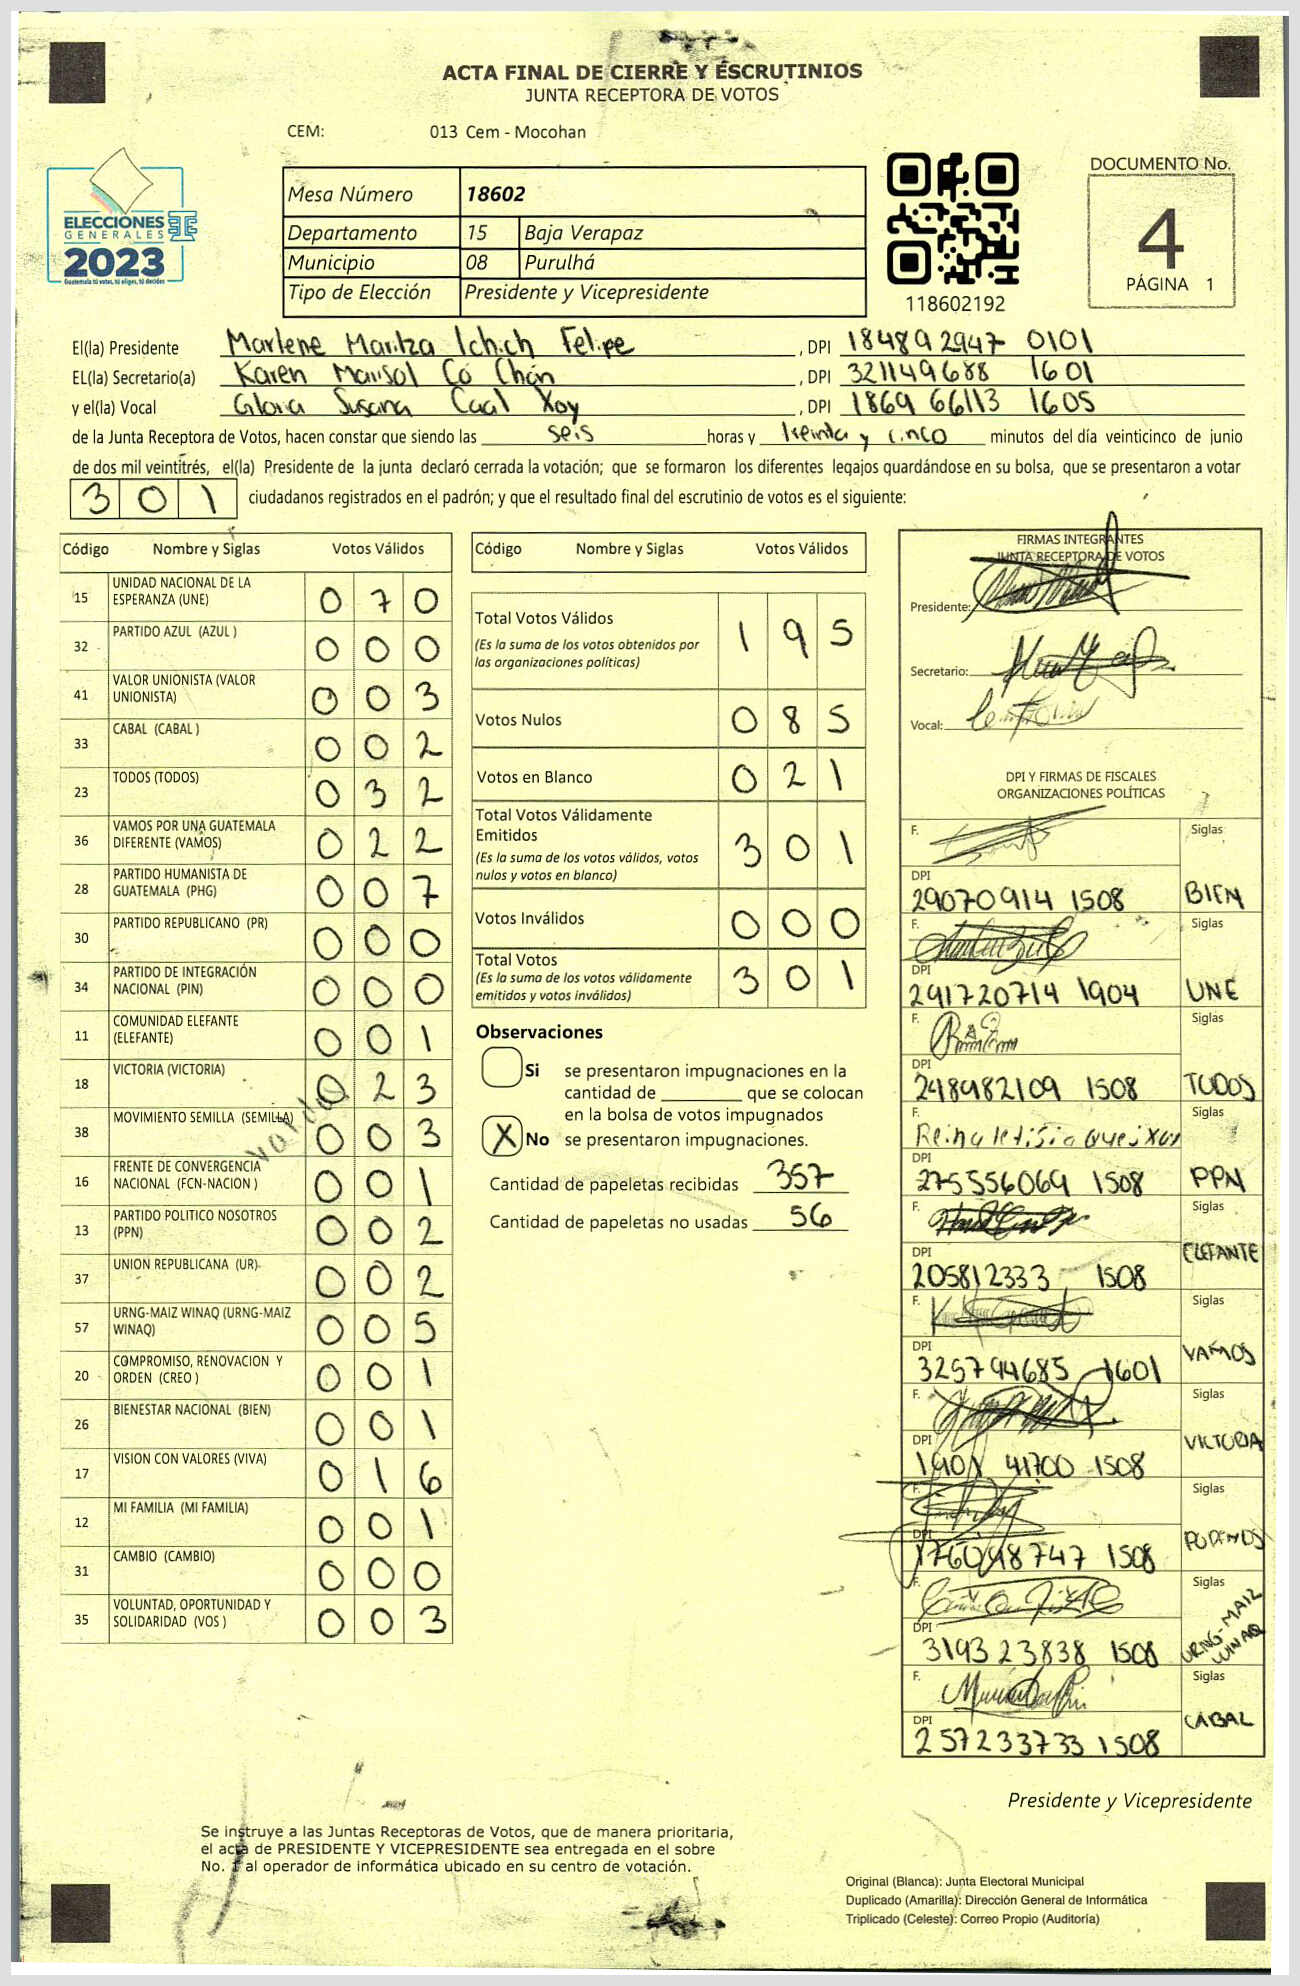 ACTA FINAL DE CIERRE Y ESCRUTINIOS
JUNTA RECEPTORA DE VOTOS
CEM: 013 Cem - Mocohan
ELECCIONES
GENERALES
2023
Guatemala tú votas, tú eliges, tú decides
Mesa Número 18602
Departamento 15 Baja Verapaz
Municipio 08 Purulhá
Tipo de Elección Presidente y Vicepresidente
118602192
DOCUMENTO No.
4
PÁGINA 1
El(la) Presidente Marlene Maritza Ichich Felipe , DPI 184892947 0101
EL(la) Secretario(a) Karen Marisol Có Chón , DPI 321149688 1601
y el(la) Vocal Gloria Susana Caal Xoy , DPI 1869 66113 1605
de la Junta Receptora de Votos, hacen constar que siendo las seis horas y treinta y cinco minutos del día veinticinco de junio
de dos mil veintitrés, el(la) Presidente de la junta declaró cerrada la votación; que se formaron los diferentes legajos quardándose en su bolsa, que se presentaron a votar
301 ciudadanos registrados en el padrón; y que el resultado final del escrutinio de votos es el siguiente:
Código Nombre y Siglas Votos Válidos
15 UNIDAD NACIONAL DE LA ESPERANZA (UNE) 0 7 0
32 PARTIDO AZUL (AZUL ) 0 0 0
41 VALOR UNIONISTA (VALOR UNIONISTA) 0 0 3
33 CABAL (CABAL ) 0 0 2
23 TODOS (TODOS) 0 3 2
36 VAMOS POR UNA GUATEMALA DIFERENTE (VAMOS) 0 2 2
28 PARTIDO HUMANISTA DE GUATEMALA (PHG) 0 0 7
30 PARTIDO REPUBLICANO (PR) 0 0 0
34 PARTIDO DE INTEGRACIÓN NACIONAL (PIN) 0 0 0
11 COMUNIDAD ELEFANTE (ELEFANTE) 0 0 1
18 VICTORIA (VICTORIA) 0 2 3
38 MOVIMIENTO SEMILLA (SEMILLA) 0 0 3
16 FRENTE DE CONVERGENCIA NACIONAL (FCN-NACION ) 0 0 1
13 PARTIDO POLITICO NOSOTROS (PPN) 0 0 2
37 UNION REPUBLICANA (UR) 0 0 2
57 URNG-MAIZ WINAQ (URNG-MAIZ WINAQ) 0 0 5
20 COMPROMISO, RENOVACION Y ORDEN (CREO ) 0 0 1
26 BIENESTAR NACIONAL (BIEN) 0 0 1
17 VISION CON VALORES (VIVA) 0 1 6
12 MI FAMILIA (MI FAMILIA) 0 0 1
31 CAMBIO (CAMBIO) 0 0 0
35 VOLUNTAD, OPORTUNIDAD Y SOLIDARIDAD (VOS ) 0 0 3
Código Nombre y Siglas Votos Válidos
Total Votos Válidos 1 9 5
(Es la suma de los votos obtenidos por
las organizaciones políticas)
Votos Nulos 0 8 5
Votos en Blanco 0 2 1
Total Votos Válidamente
Emitidos 3 0 1
(Es la suma de los votos válidos, votos
nulos y votos en blanco)
Votos Inválidos 0 0 0
Total Votos 3 0 1
(Es la suma de los votos válidamente
emitidos y votos inválidos)
Observaciones
Si se presentaron impugnaciones en la
cantidad de ________ que se colocan
en la bolsa de votos impugnados
X No se presentaron impugnaciones.
Cantidad de papeletas recibidas 357
Cantidad de papeletas no usadas 56
FIRMAS INTEGRANTES
JUNTA RECEPTORA DE VOTOS
Presidente:
Secretario:
Vocal:
DPI Y FIRMAS DE FISCALES
ORGANIZACIONES POLÍTICAS
F. Siglas
DPI
29070914 1508 BIEN
F. Siglas
DPI
291720714 1904 UNE
F. Siglas
DPI
248982109 1508 TODOS
F. Siglas
Reina letisia
DPI
275556069 1508 PPN
F. Siglas
DPI
205812333 1508 ELEFANTE
F. Siglas
DPI
325794685 1601 VAMOS
F. Siglas
DPI
1901 41700 1508 VICTORIA
F. Siglas
DPI
176098747 1508 PODEMOS
F. Siglas
DPI
319323838 1508 URNG-MAIZ WINAQ
F. Siglas
DPI
257233733 1508 CABAL
Presidente y Vicepresidente
Se instruye a las Juntas Receptoras de Votos, que de manera prioritaria,
el acta de PRESIDENTE Y VICEPRESIDENTE sea entregada en el sobre
No. 1 al operador de informática ubicado en su centro de votación.
Original (Blanca): Junta Electoral Municipal
Duplicado (Amarilla): Dirección General de Informática
Triplicado (Celeste): Correo Propio (Auditoría)